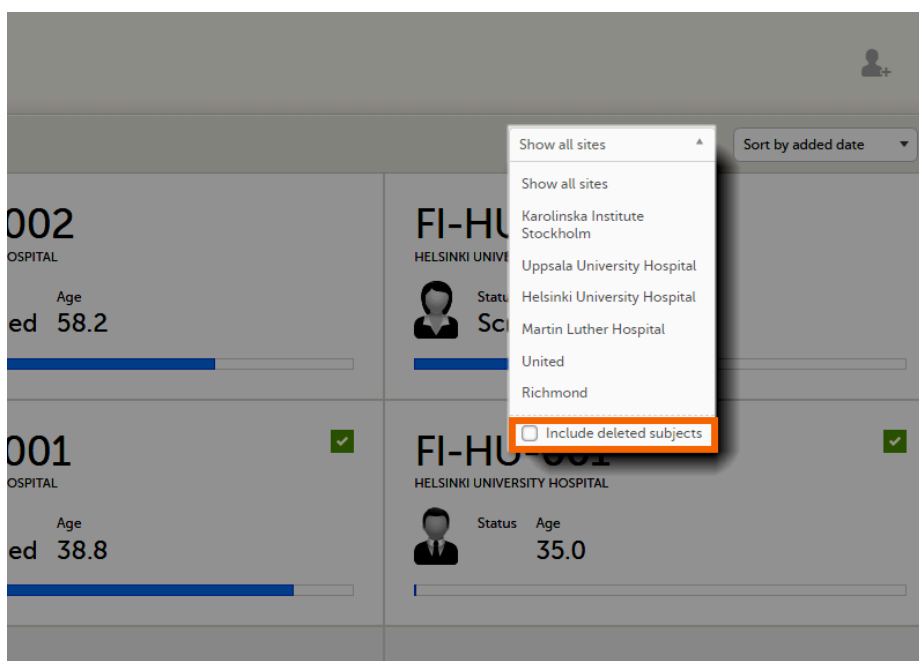 Show all sites
Sort by added date
Show all sites
Karolinska Institute
Stockholm
Uppsala University Hospital
Helsinki University Hospital
Martin Luther Hospital
United
Richmond
Include deleted subjects
002
OSPITAL
Age
ed 58.2
FI-HU
HELSINKI UNIVE
Statu
Sc
001
OSPITAL
Age
ed 38.8
FI-HU-001
HELSINKI UNIVERSITY HOSPITAL
Status Age
35.0